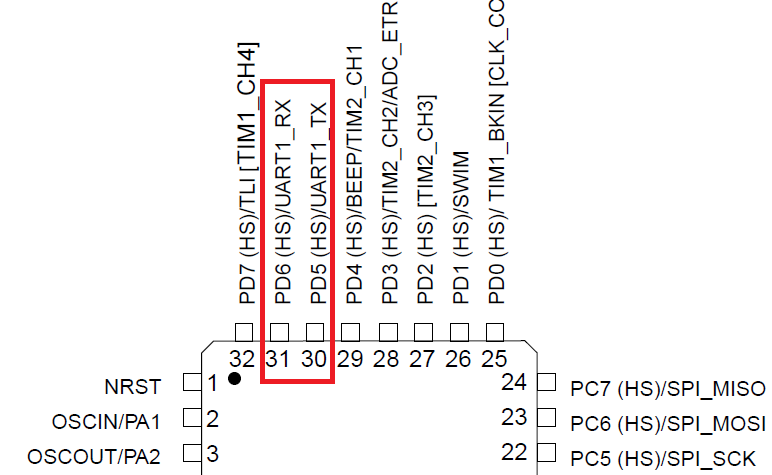 PD7 (HS)/TLI [TIM1_CH4]
PD6 (HS)/UART1_RX
PD5 (HS)/UART1_TX
PD4 (HS)/BEEP/TIM2_CH1
PD3 (HS)/TIM2_CH2/ADC_ETR
PD2 (HS) [TIM2_CH3]
PD1 (HS)/SWIM
PD0 (HS)/ TIM1_BKIN [CLK_CC
32 31 30 29 28 27 26 25
NRST 1
24 PC7 (HS)/SPI_MISO
OSCIN/PA1 2
23 PC6 (HS)/SPI_MOSI
OSCOUT/PA2 3
22 PC5 (HS)/SPI_SCK